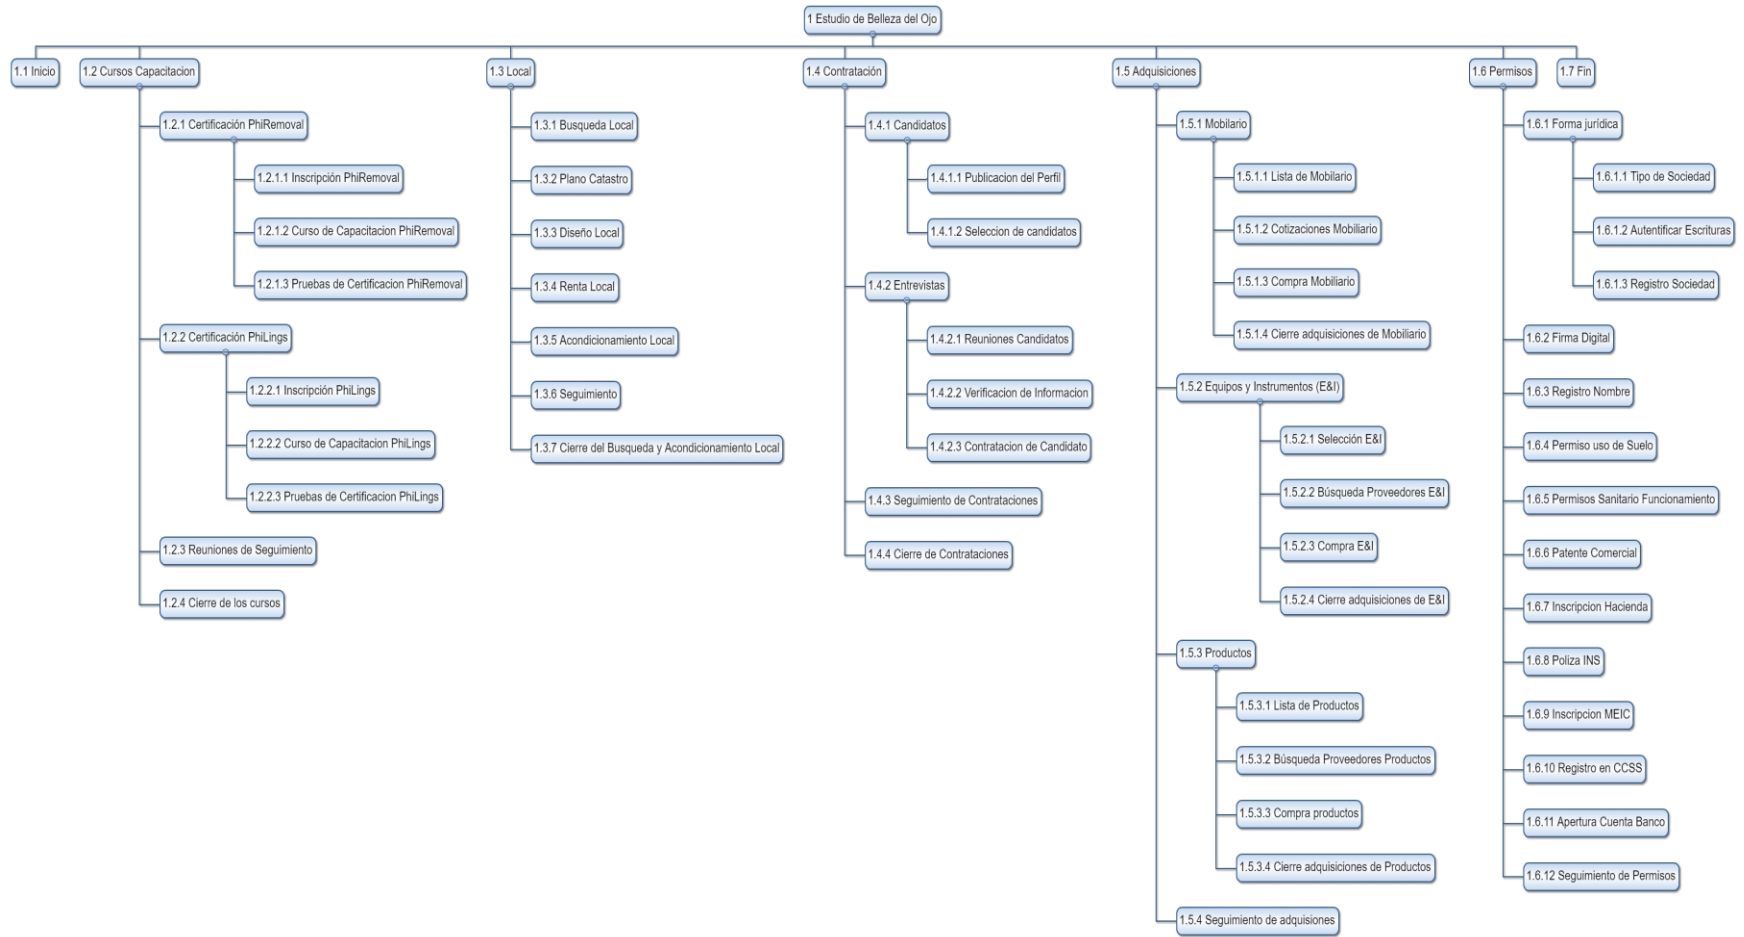 1 Estudio de Belleza del Ojo
1.1 Inicio
1.2 Cursos Capacitacion
1.2.1 Certificación PhiRemoval
1.2.1.1 Inscripción PhiRemoval
1.2.1.2 Curso de Capacitacion PhiRemoval
1.2.1.3 Pruebas de Certificacion PhiRemoval
1.2.2 Certificación PhiLings
1.2.2.1 Inscripción PhiLings
1.2.2.2 Curso de Capacitacion PhiLings
1.2.2.3 Pruebas de Certificacion PhiLings
1.2.3 Reuniones de Seguimiento
1.2.4 Cierre de los cursos
1.3 Local
1.3.1 Busqueda Local
1.3.2 Plano Catastro
1.3.3 Diseño Local
1.3.4 Renta Local
1.3.5 Acondicionamiento Local
1.3.6 Seguimiento
1.3.7 Cierre del Busqueda y Acondicionamiento Local
1.4 Contratación
1.4.1 Candidatos
1.4.1.1 Publicacion del Perfil
1.4.1.2 Seleccion de candidatos
1.4.2 Entrevistas
1.4.2.1 Reuniones Candidatos
1.4.2.2 Verificacion de Informacion
1.4.2.3 Contratacion de Candidato
1.4.3 Seguimiento de Contrataciones
1.4.4 Cierre de Contrataciones
1.5 Adquisiciones
1.5.1 Mobilario
1.5.1.1 Lista de Mobilario
1.5.1.2 Cotizaciones Mobiliario
1.5.1.3 Compra Mobiliario
1.5.1.4 Cierre adquisiciones de Mobiliario
1.5.2 Equipos y Instrumentos (E&I)
1.5.2.1 Selección E&I
1.5.2.2 Búsqueda Proveedores E&I
1.5.2.3 Compra E&I
1.5.2.4 Cierre adquisiciones de E&I
1.5.3 Productos
1.5.3.1 Lista de Productos
1.5.3.2 Búsqueda Proveedores Productos
1.5.3.3 Compra productos
1.5.3.4 Cierre adquisiciones de Productos
1.5.4 Seguimiento de adquisiones
1.6 Permisos
1.6.1 Forma jurídica
1.6.1.1 Tipo de Sociedad
1.6.1.2 Autentificar Escrituras
1.6.1.3 Registro Sociedad
1.6.2 Firma Digital
1.6.3 Registro Nombre
1.6.4 Permiso uso de Suelo
1.6.5 Permisos Sanitario Funcionamiento
1.6.6 Patente Comercial
1.6.7 Inscripcion Hacienda
1.6.8 Poliza INS
1.6.9 Inscripcion MEIC
1.6.10 Registro en CCSS
1.6.11 Apertura Cuenta Banco
1.6.12 Seguimiento de Permisos
1.7 Fin